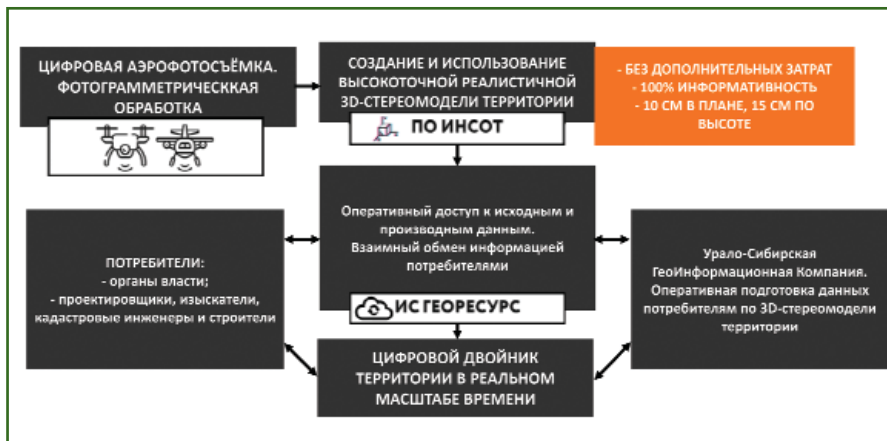 ЦИФРОВАЯ АЭРОФОТОСЪЁМКА.
ФОТОГРАММЕТРИЧЕСККАЯ
ОБРАБОТКА
СОЗДАНИЕ И ИСПОЛЬЗОВАНИЕ
ВЫСОКОТОЧНОЙ РЕАЛИСТИЧНОЙ
3D-СТЕРЕОМОДЕЛИ ТЕРРИТОРИИ
ПО ИНСОТ
- БЕЗ ДОПОЛНИТЕЛЬНЫХ ЗАТРАТ
- 100% ИНФОРМАТИВНОСТЬ
- 10 СМ В ПЛАНЕ, 15 СМ ПО
ВЫСОТЕ
Оперативный доступ к исходным и
производным данным.
Взаимный обмен информацией
потребителями
ИС ГЕОРЕСУРС
ПОТРЕБИТЕЛИ:
- органы власти;
- проектировщики, изыскатели,
кадастровые инженеры и строители
Урало-Сибирская
ГеоИнформационная Компания.
Оперативная подготовка данных
потребителям по 3D-стереомодели
территории
ЦИФРОВОЙ ДВОЙНИК
ТЕРРИТОРИИ В РЕАЛЬНОМ
МАСШТАБЕ ВРЕМЕНИ